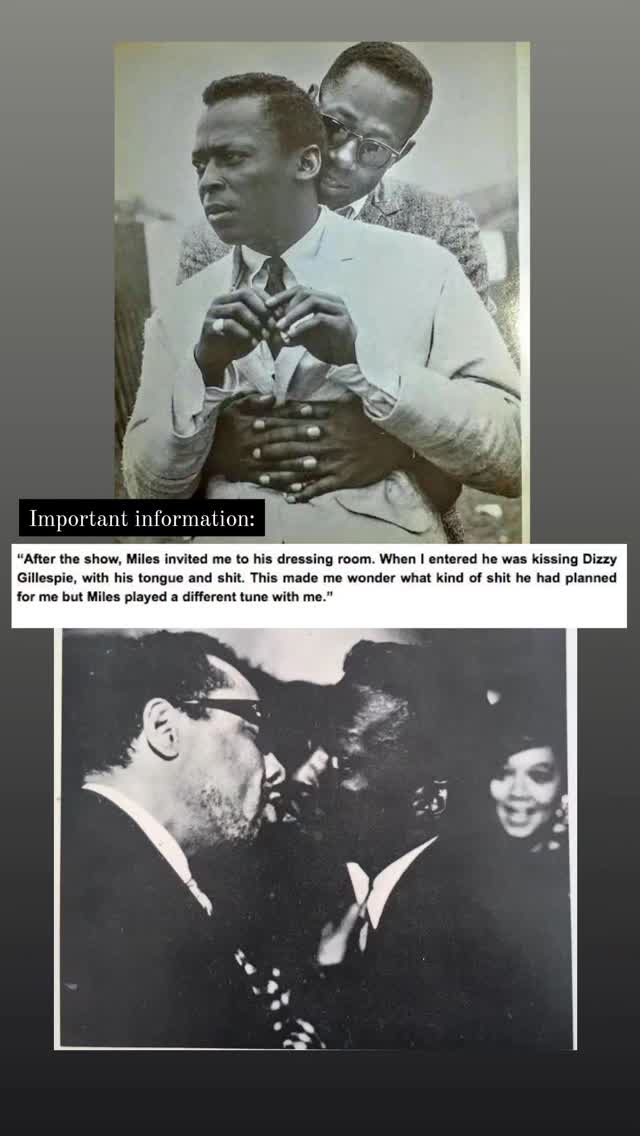 Important information:
“After the show, Miles invited me to his dressing room. When I entered he was kissing Dizzy
Gillespie, with his tongue and shit. This made me wonder what kind of shit he had planned
for me but Miles played a different tune with me.”